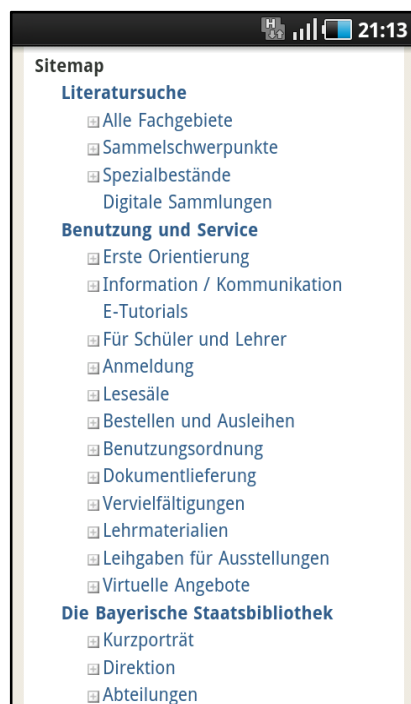 H 21:13
Sitemap
Literatursuche
Alle Fachgebiete
Sammelschwerpunkte
Spezialbestände
Digitale Sammlungen
Benutzung und Service
Erste Orientierung
Information / Kommunikation
E-Tutorials
Für Schüler und Lehrer
Anmeldung
Lesesäle
Bestellen und Ausleihen
Benutzungsordnung
Dokumentlieferung
Vervielfältigungen
Lehrmaterialien
Leihgaben für Ausstellungen
Virtuelle Angebote
Die Bayerische Staatsbibliothek
Kurzporträt
Direktion
Abteilungen